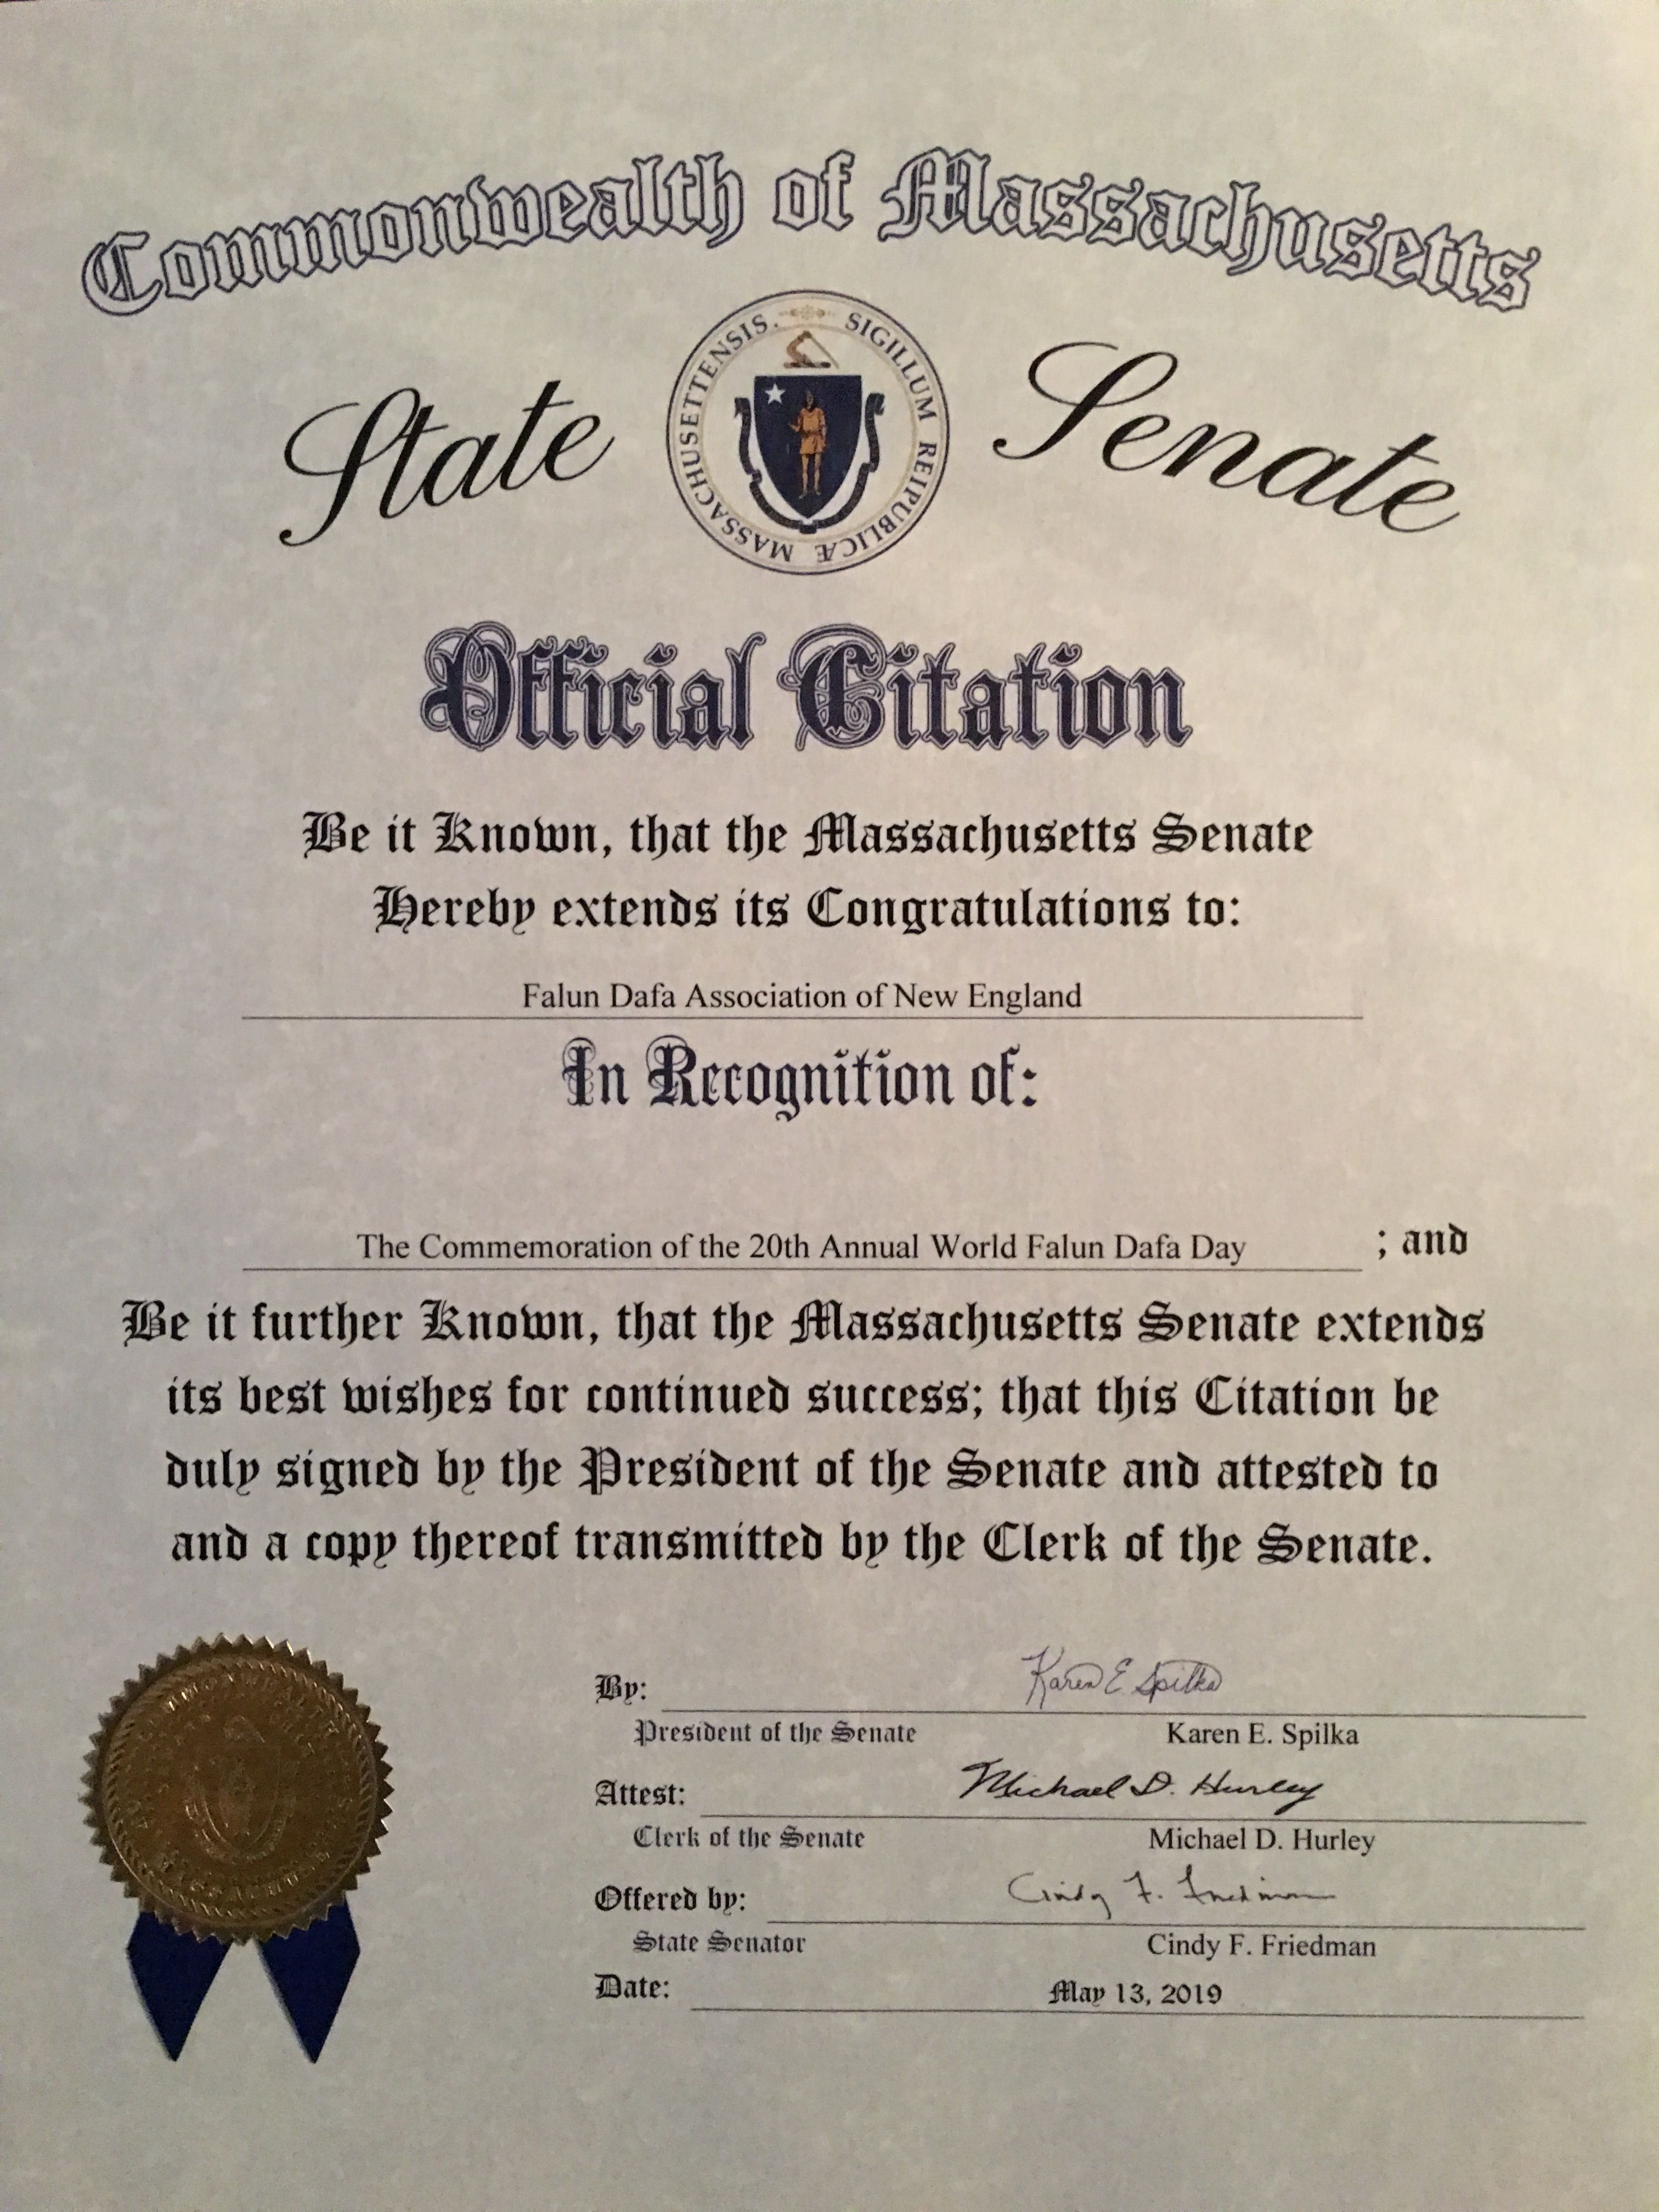 Commonwealth of Massachusetts
State Senate
SIGILLUM REIPUBLICÆ MASSACHUSETTENSIS.
Official Citation
Be it Known, that the Massachusetts Senate
Hereby extends its Congratulations to:
Falun Dafa Association of New England
In Recognition of:
The Commemoration of the 20th Annual World Falun Dafa Day ; and
Be it further Known, that the Massachusetts Senate extends
its best wishes for continued success; that this Citation be
duly signed by the President of the Senate and attested to
and a copy thereof transmitted by the Clerk of the Senate.
By: Karen E Spilka
President of the Senate Karen E. Spilka
Attest: Michael D. Hurley
Clerk of the Senate Michael D. Hurley
Offered by: Cindy F. Friedman
State Senator Cindy F. Friedman
Date: May 13, 2019